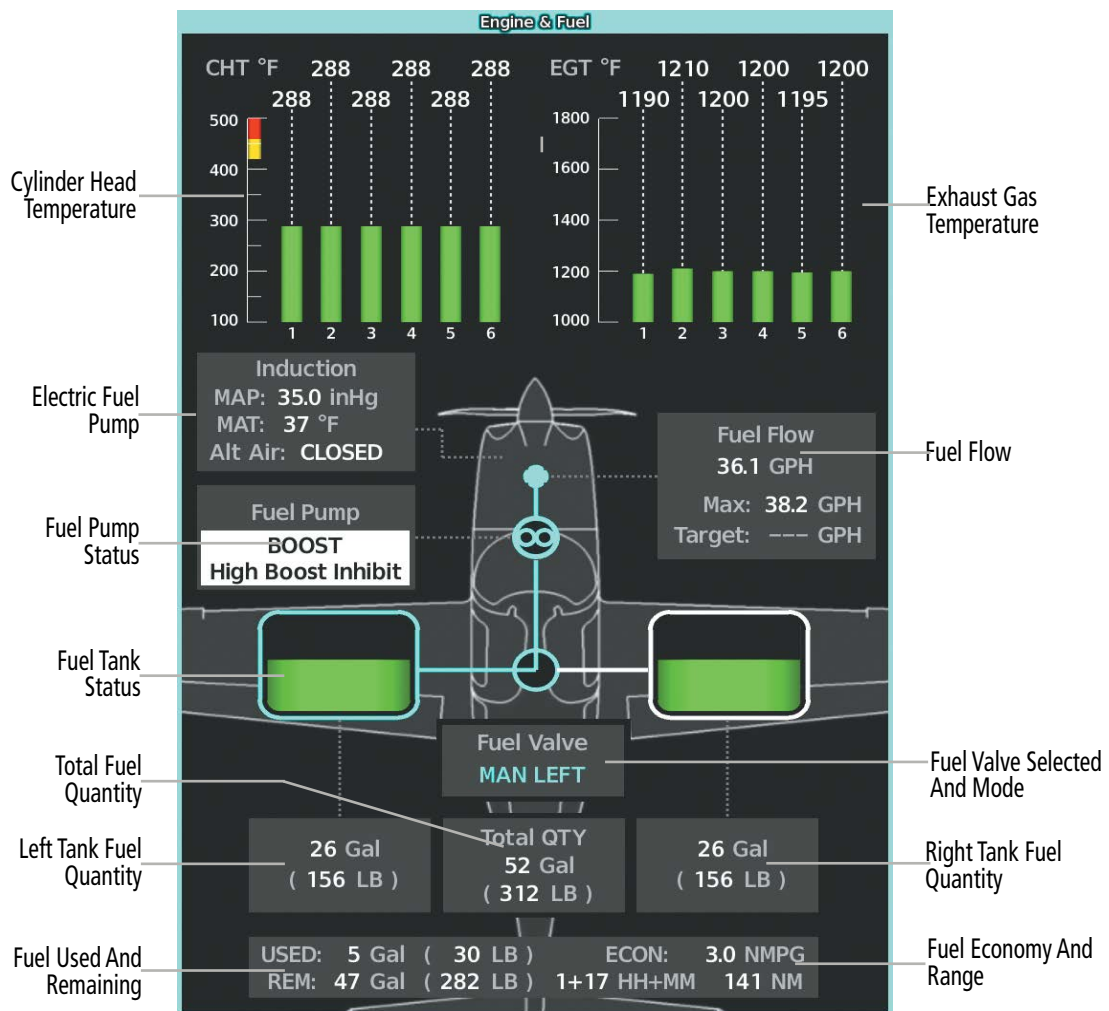 Engine & Fuel
CHT °F 288 288 288
288 288 288
500
400
300
200
100
1 2 3 4 5 6
EGT °F 1210 1200 1200
1190 1200 1195
1800
1600
1400
1200
1000
1 2 3 4 5 6
Cylinder Head
Temperature
Exhaust Gas
Temperature
Electric Fuel
Pump
Induction
MAP: 35.0 inHg
MAT: 37 °F
Alt Air: CLOSED
Fuel Flow
36.1 GPH
Max: 38.2 GPH
Target: --- GPH
Fuel Flow
Fuel Pump
Status
Fuel Pump
BOOST
High Boost Inhibit
Fuel Tank
Status
Fuel Valve
MAN LEFT
Fuel Valve Selected
And Mode
Total Fuel
Quantity
Left Tank Fuel
Quantity
26 Gal
( 156 LB )
Total QTY
52 Gal
( 312 LB )
26 Gal
( 156 LB )
Right Tank Fuel
Quantity
Fuel Used And
Remaining
USED: 5 Gal ( 30 LB ) ECON: 3.0 NMPG
REM: 47 Gal ( 282 LB ) 1+17 HH+MM 141 NM
Fuel Economy And
Range